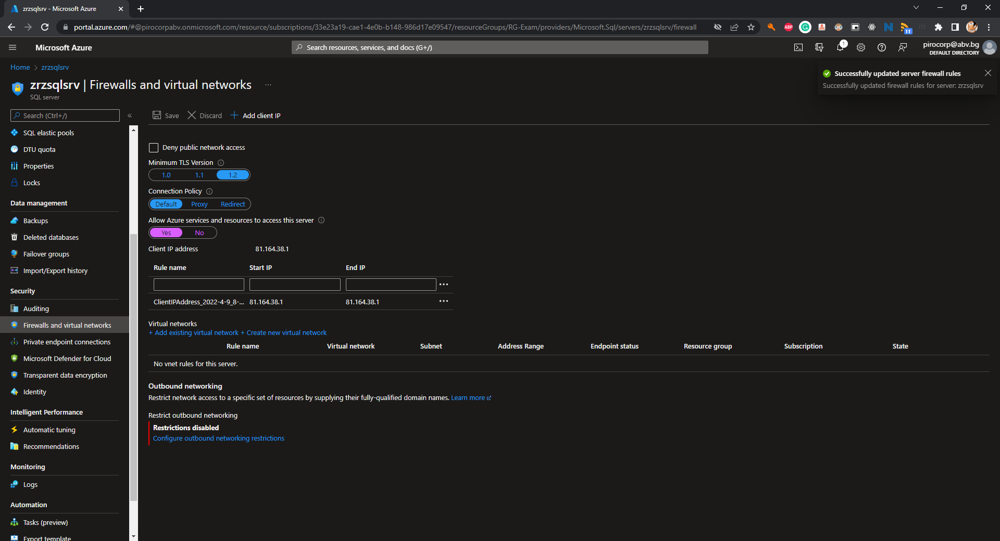 zrzsqlsrv - Microsoft Azure
portal.azure.com/#@pirocorpabv.onmicrosoft.com/resource/subscriptions/33e23a19-cae1-4e0b-b148-986d17e09547/resourceGroups/RG-Exam/providers/Microsoft.Sql/servers/zrzsqlsrv/firewall
ABP
11
Microsoft Azure
Search resources, services, and docs (G+/)
1
pirocorp@abv.bg
DEFAULT DIRECTORY
Home > zrzsqlsrv
zrzsqlsrv | Firewalls and virtual networks ...
SQL server
Successfully updated server firewall rules
Successfully updated firewall rules for server: zrzsqlsrv
Search (Ctrl+/) «
SQL elastic pools
DTU quota
Properties
Locks
Data management
Backups
Deleted databases
Failover groups
Import/Export history
Security
Auditing
Firewalls and virtual networks
Private endpoint connections
Microsoft Defender for Cloud
Transparent data encryption
Identity
Intelligent Performance
Automatic tuning
Recommendations
Monitoring
Logs
Automation
Tasks (preview)
Export template
Save Discard + Add client IP
Deny public network access
Minimum TLS Version
1.0 1.1 1.2
Connection Policy
Default Proxy Redirect
Allow Azure services and resources to access this server
Yes No
Client IP address 81.164.38.1
Rule name Start IP End IP
...
ClientIPAddress_2022-4-9_8-... 81.164.38.1 81.164.38.1 ...
Virtual networks
+ Add existing virtual network + Create new virtual network
Rule name Virtual network Subnet Address Range Endpoint status Resource group Subscription State
No vnet rules for this server.
Outbound networking
Restrict network access to a specific set of resources by supplying their fully-qualified domain names. Learn more
Restrict outbound networking
Restrictions disabled
Configure outbound networking restrictions